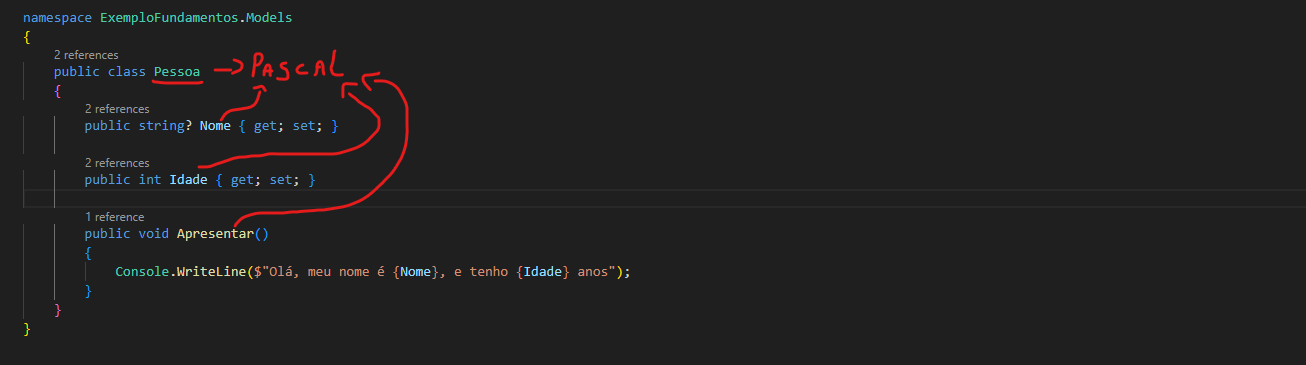 namespace ExemploFundamentos.Models
{
2 references
public class Pessoa → PASCAL
{
2 references
public string? Nome { get; set; }
2 references
public int Idade { get; set; }
1 reference
public void Apresentar()
{
Console.WriteLine($"Olá, meu nome é {Nome}, e tenho {Idade} anos");
}
}
}